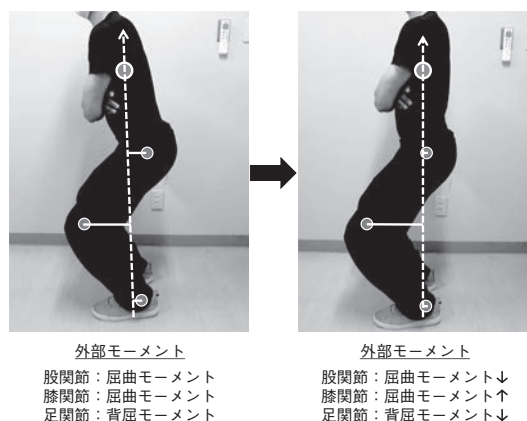 外部モーメント
股関節：屈曲モーメント
膝関節：屈曲モーメント
足関節：背屈モーメント
外部モーメント
股関節：屈曲モーメント↓
膝関節：屈曲モーメント↑
足関節：背屈モーメント↓